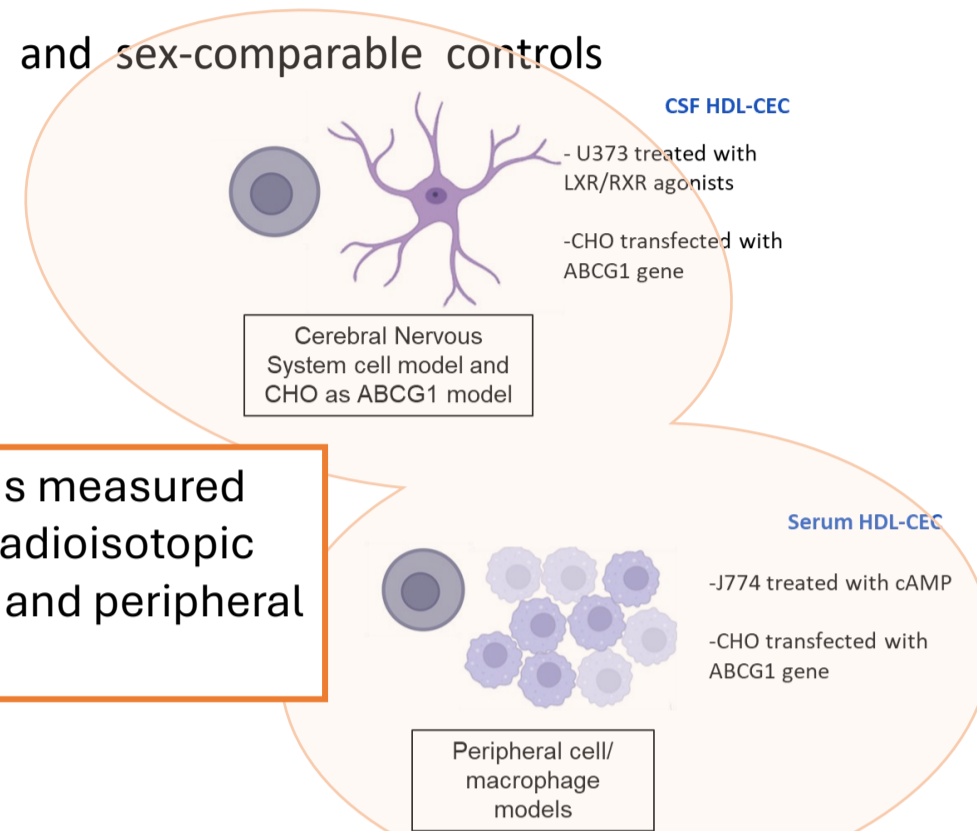 and sex-comparable controls
CSF HDL-CEC
- U373 treated with
LXR/RXR agonists
-CHO transfected with
ABCG1 gene
Cerebral Nervous
System cell model and
CHO as ABCG1 model
s measured
adioisotopic
and peripheral
Serum HDL-CEC
-J774 treated with cAMP
-CHO transfected with
ABCG1 gene
Peripheral cell/
macrophage
models